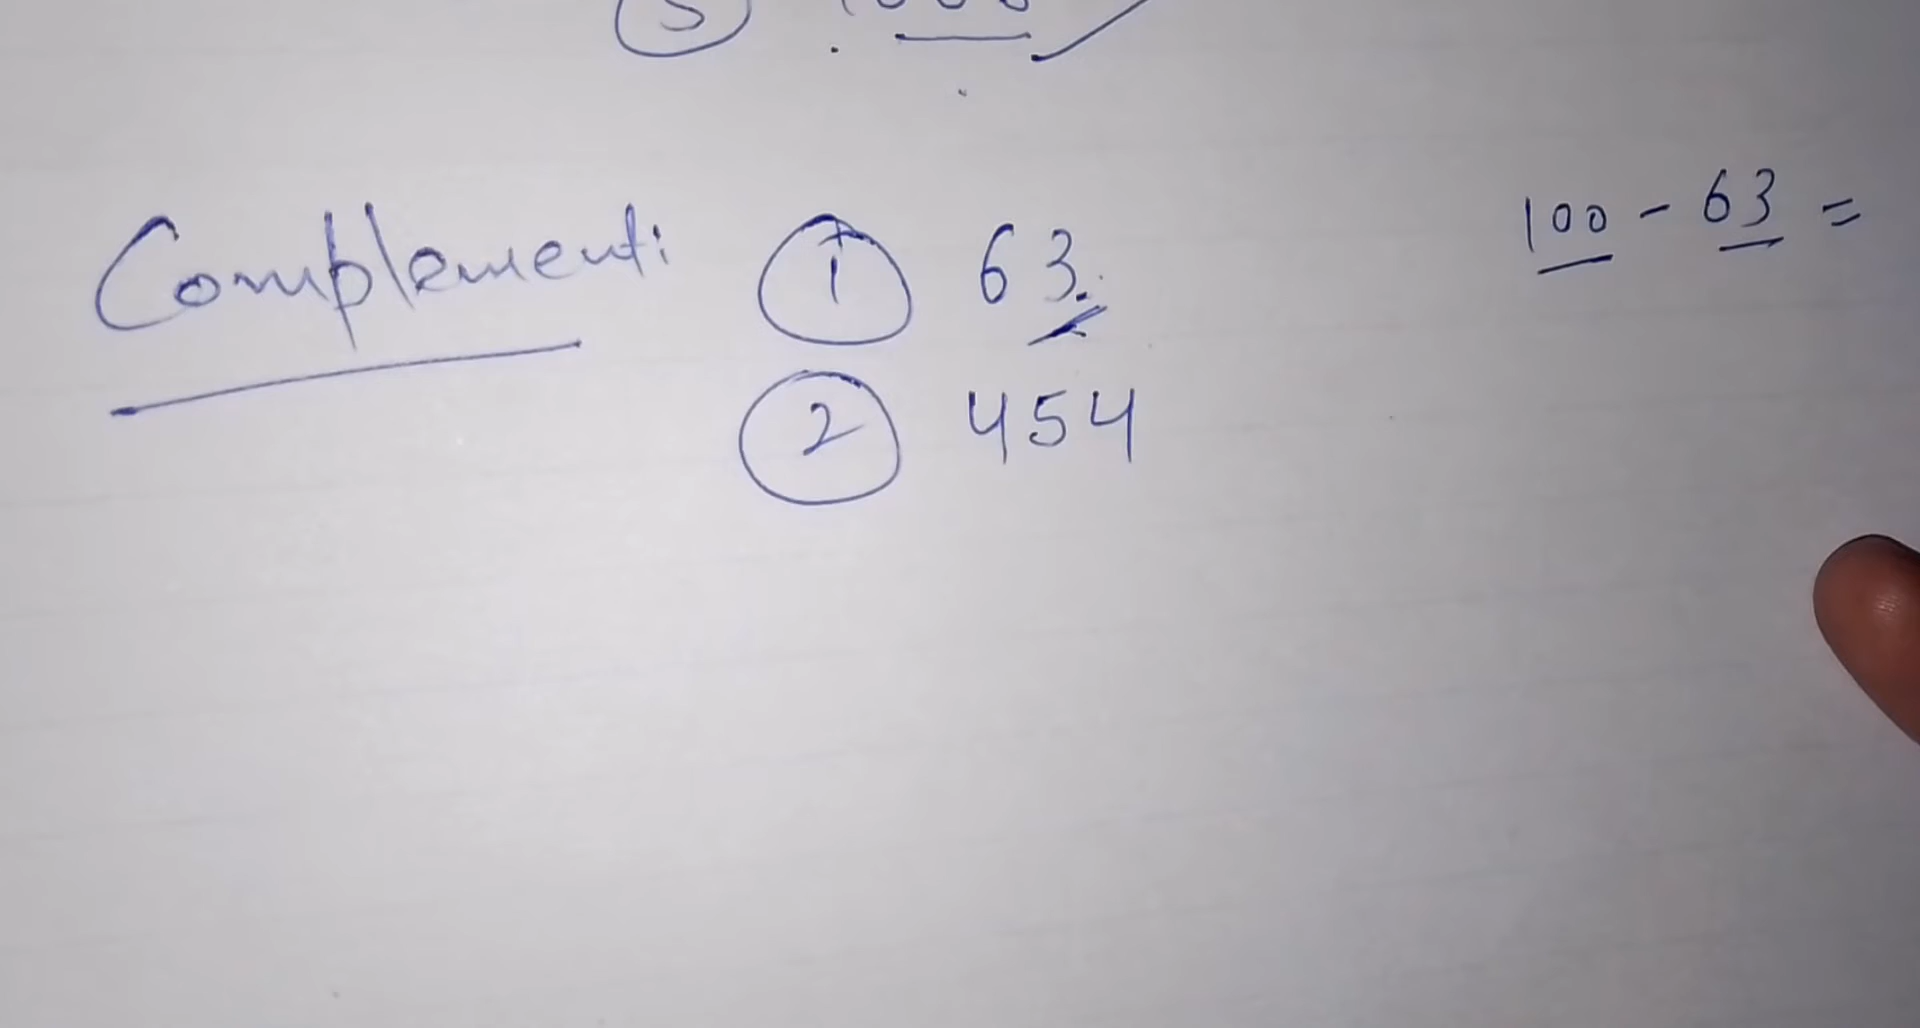 Complement: ① 63. 100 - 63 =
② 454